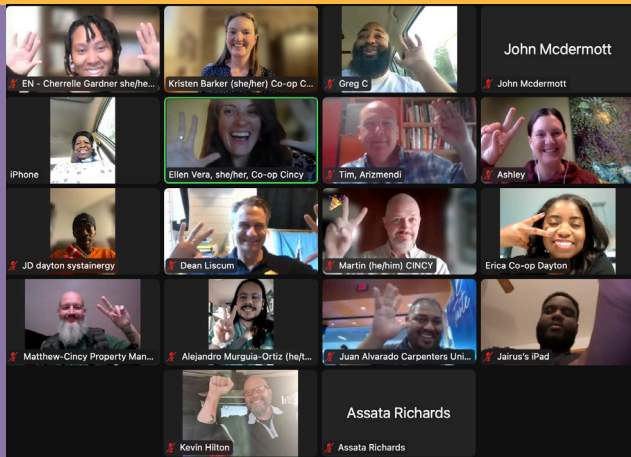 EN - Cherrelle Gardner she/he...
Kristen Barker (she/her) Co-op C...
Greg C
John Mcdermott
John Mcdermott
iPhone
Ellen Vera, she/her, Co-op Cincy
Tim, Arizmendi
Ashley
JD dayton systainergy
Dean Liscum
Martin (he/him) CINCY
Erica Co-op Dayton
Matthew-Cincy Property Man...
Alejandro Murguia-Ortiz (he/t...
Juan Alvarado Carpenters Uni...
Jairus's iPad
Kevin Hilton
Assata Richards
Assata Richards